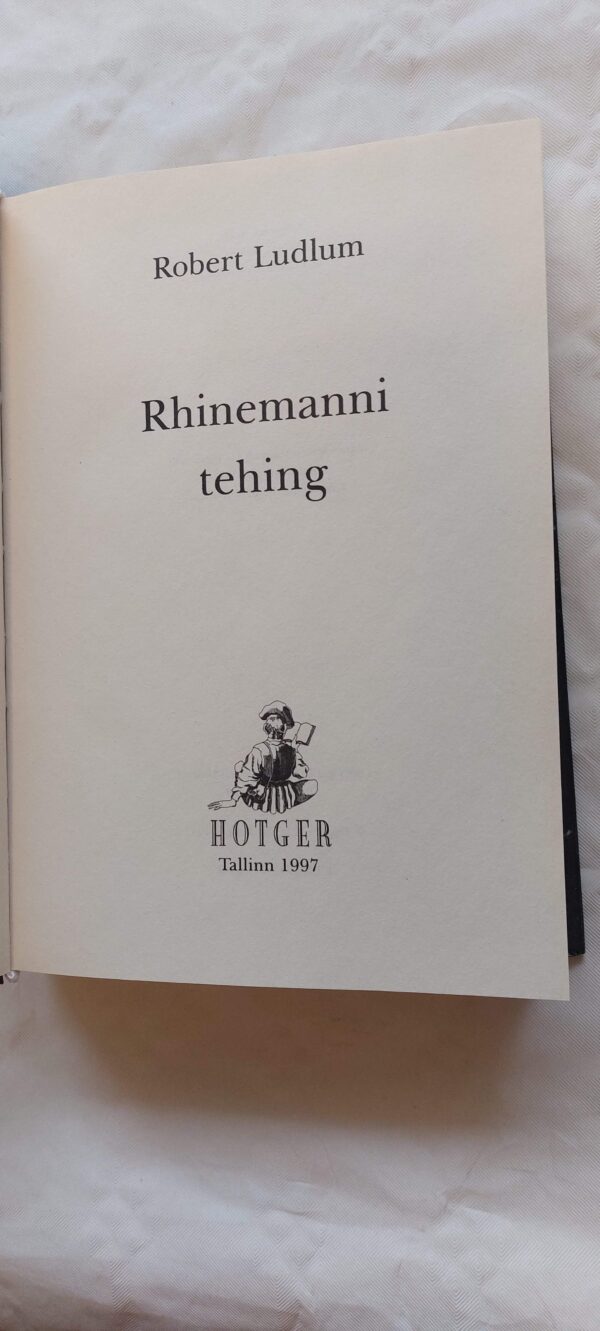 Robert Ludlum
Rhinemanni
tehing
HOTGER
Tallinn 1997